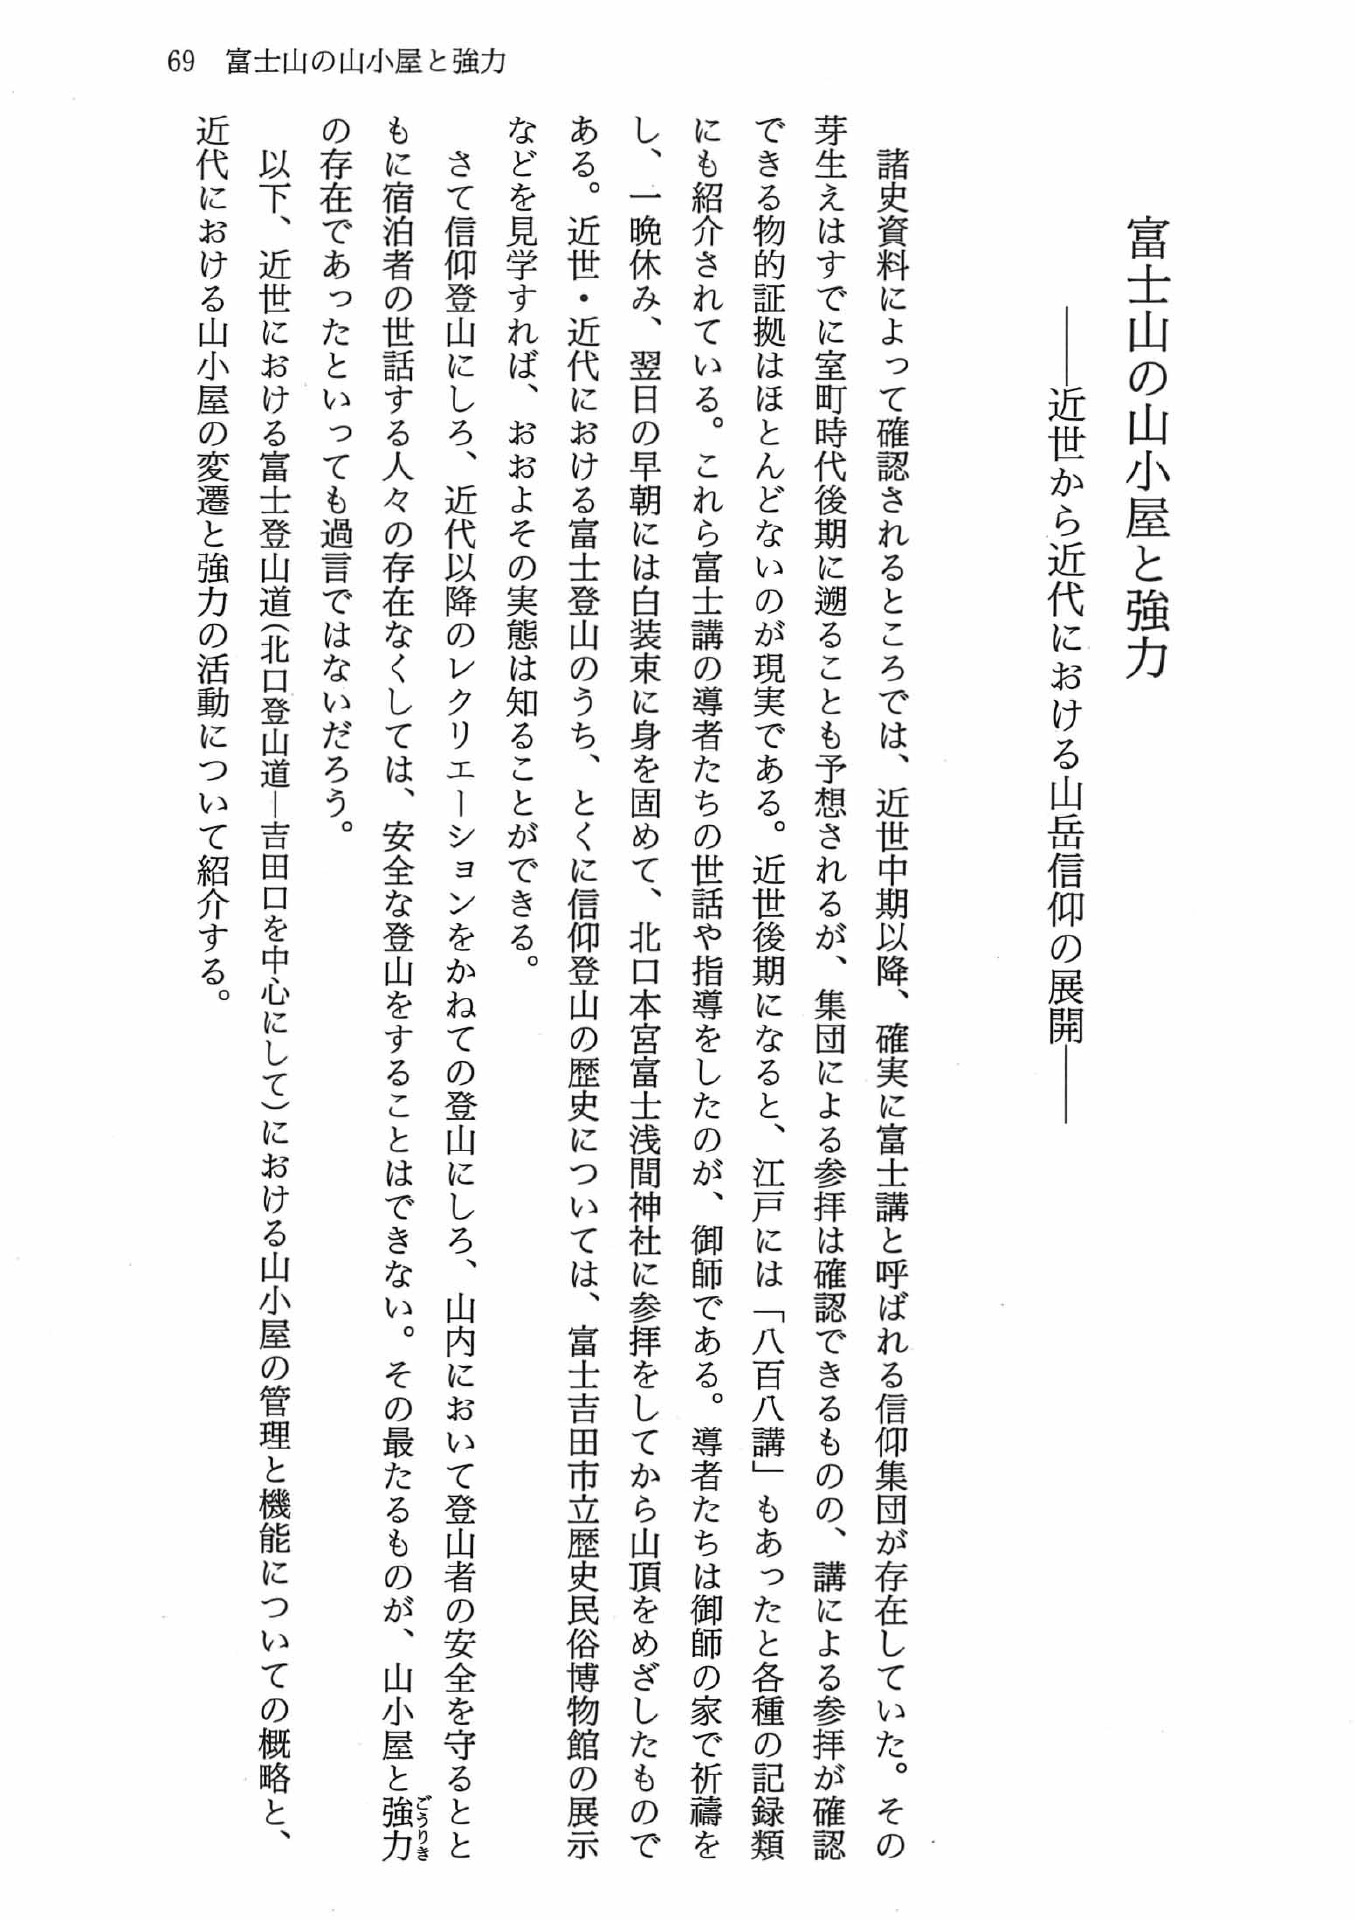 69　富士山の山小屋と強力
富士山の山小屋と強力
――近世から近代における山岳信仰の展開――
　諸史資料によって確認されるところでは、近世中期以降、確実に富士講と呼ばれる信仰集団が存在していた。その
芽生えはすでに室町時代後期に遡ることも予想されるが、集団による参拝は確認できるものの、講による参拝が確認
できる物的証拠はほとんどないのが現実である。近世後期になると、江戸には「八百八講」もあったと各種の記録類
にも紹介されている。これら富士講の導者たちの世話や指導をしたのが、御師である。導者たちは御師の家で祈禱を
し、一晩休み、翌日の早朝には白装束に身を固めて、北口本宮富士浅間神社に参拝をしてから山頂をめざしたもので
ある。近世・近代における富士登山のうち、とくに信仰登山の歴史については、富士吉田市立歴史民俗博物館の展示
などを見学すれば、おおよその実態は知ることができる。
　さて信仰登山にしろ、近代以降のレクリエーションをかねての登山にしろ、山内において登山者の安全を守るとと
もに宿泊者の世話する人々の存在なくしては、安全な登山をすることはできない。その最たるものが、山小屋と強力
ごうりき
の存在であったといっても過言ではないだろう。
　以下、近世における富士登山道（北口登山道―吉田口を中心にして）における山小屋の管理と機能についての概略と、
近代における山小屋の変遷と強力の活動について紹介する。